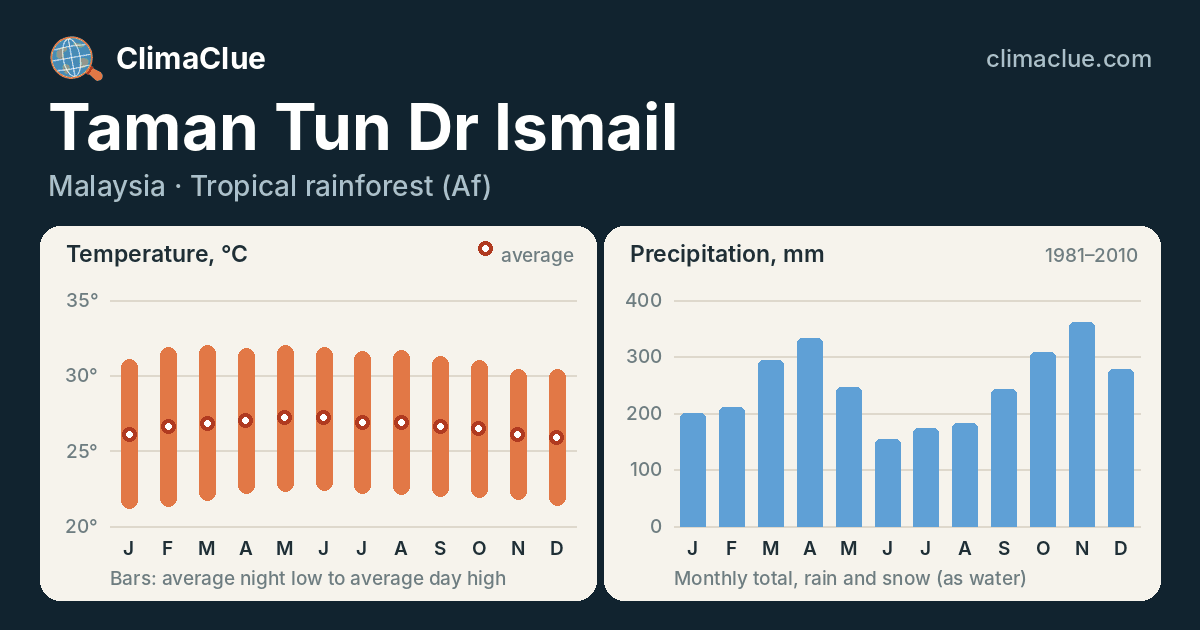 ClimaClue
climaclue.com
Taman Tun Dr Ismail
Malaysia · Tropical rainforest (Af)
Temperature, °C
average
35°
30°
25°
20°
J F M A M J J A S O N D
Bars: average night low to average day high
Precipitation, mm
1981–2010
400
300
200
100
0
J F M A M J J A S O N D
Monthly total, rain and snow (as water)